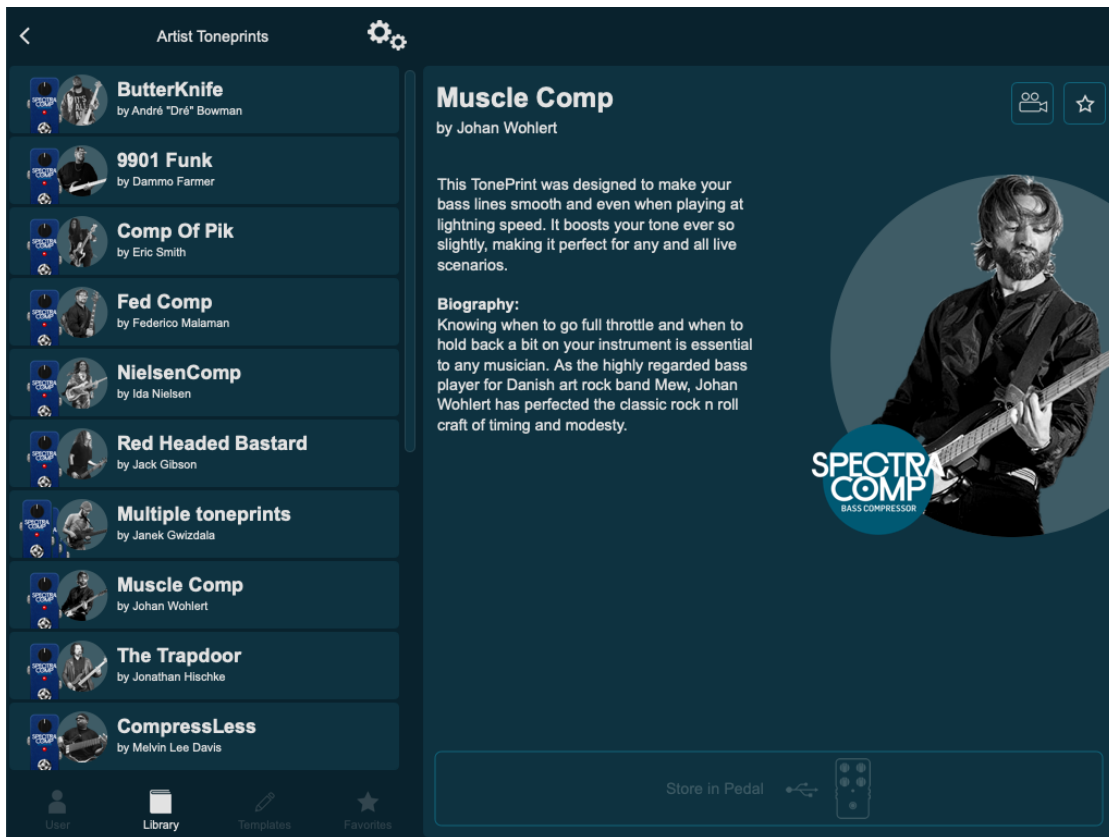 Artist Toneprints
ButterKnife
by André "Dré" Bowman
9901 Funk
by Dammo Farmer
Comp Of Pik
by Eric Smith
Fed Comp
by Federico Malaman
NielsenComp
by Ida Nielsen
Red Headed Bastard
by Jack Gibson
Multiple toneprints
by Janek Gwizdala
Muscle Comp
by Johan Wohlert
The Trapdoor
by Jonathan Hischke
CompressLess
by Melvin Lee Davis
User
Library
Templates
Favorites
Muscle Comp
by Johan Wohlert
This TonePrint was designed to make your
bass lines smooth and even when playing at
lightning speed. It boosts your tone ever so
slightly, making it perfect for any and all live
scenarios.
Biography:
Knowing when to go full throttle and when to
hold back a bit on your instrument is essential
to any musician. As the highly regarded bass
player for Danish art rock band Mew, Johan
Wohlert has perfected the classic rock n roll
craft of timing and modesty.
SPECTRA
COMP
BASS COMPRESSOR
Store in Pedal